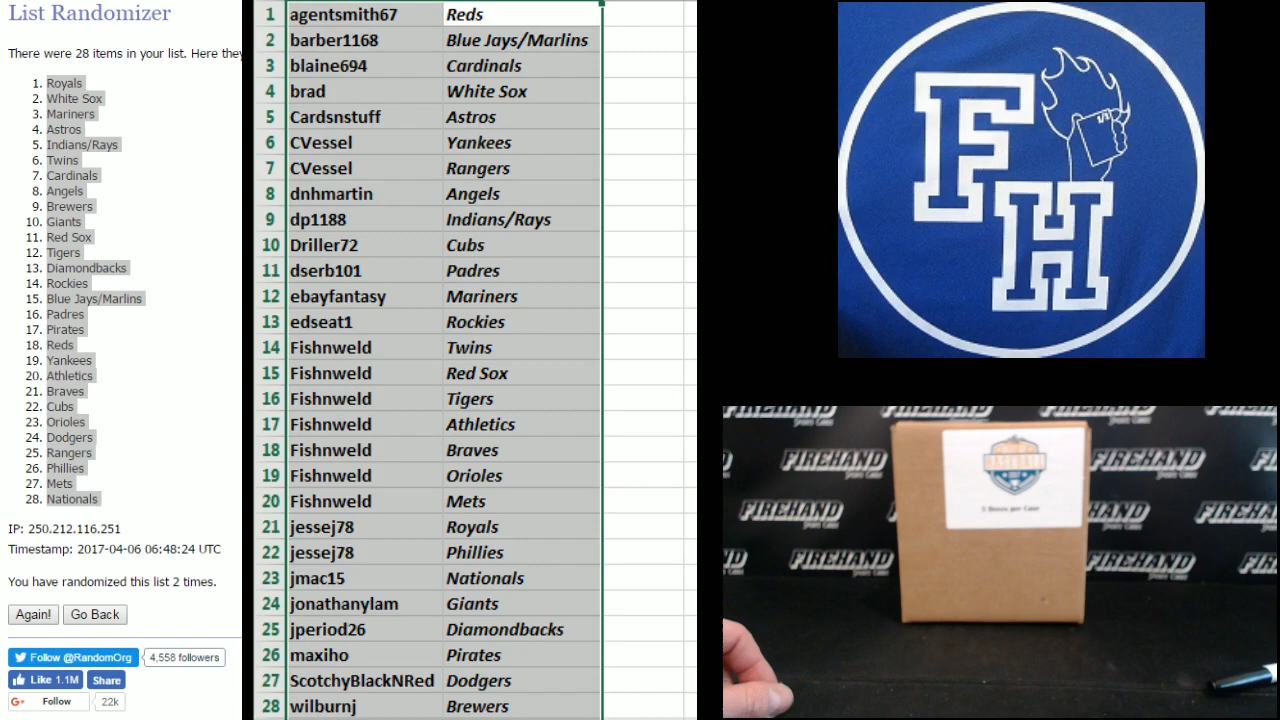 List Randomizer
There were 28 items in your list. Here they
1. Royals
2. White Sox
3. Mariners
4. Astros
5. Indians/Rays
6. Twins
7. Cardinals
8. Angels
9. Brewers
10. Giants
11. Red Sox
12. Tigers
13. Diamondbacks
14. Rockies
15. Blue Jays/Marlins
16. Padres
17. Pirates
18. Reds
19. Yankees
20. Athletics
21. Braves
22. Cubs
23. Orioles
24. Dodgers
25. Rangers
26. Phillies
27. Mets
28. Nationals
IP: 250.212.116.251
Timestamp: 2017-04-06 06:48:24 UTC
You have randomized this list 2 times.
Again! Go Back
Follow @RandomOrg 4,558 followers
Like 1.1M Share
G+ Follow 22k
1 agentsmith67 Reds
2 barber1168 Blue Jays/Marlins
3 blaine694 Cardinals
4 brad White Sox
5 Cardsnstuff Astros
6 CVessel Yankees
7 CVessel Rangers
8 dnhmartin Angels
9 dp1188 Indians/Rays
10 Driller72 Cubs
11 dserb101 Padres
12 ebayfantasy Mariners
13 edseat1 Rockies
14 Fishnweld Twins
15 Fishnweld Red Sox
16 Fishnweld Tigers
17 Fishnweld Athletics
18 Fishnweld Braves
19 Fishnweld Orioles
20 Fishnweld Mets
21 jessej78 Royals
22 jessej78 Phillies
23 jmac15 Nationals
24 jonathanylam Giants
25 jperiod26 Diamondbacks
26 maxiho Pirates
27 ScotchyBlackNRed Dodgers
28 wilburnj Brewers
FH
1/1
FIREHAND
FIREHAND
FIREHAND
FIREHAND
BASEBALL
5 Boxes per Case